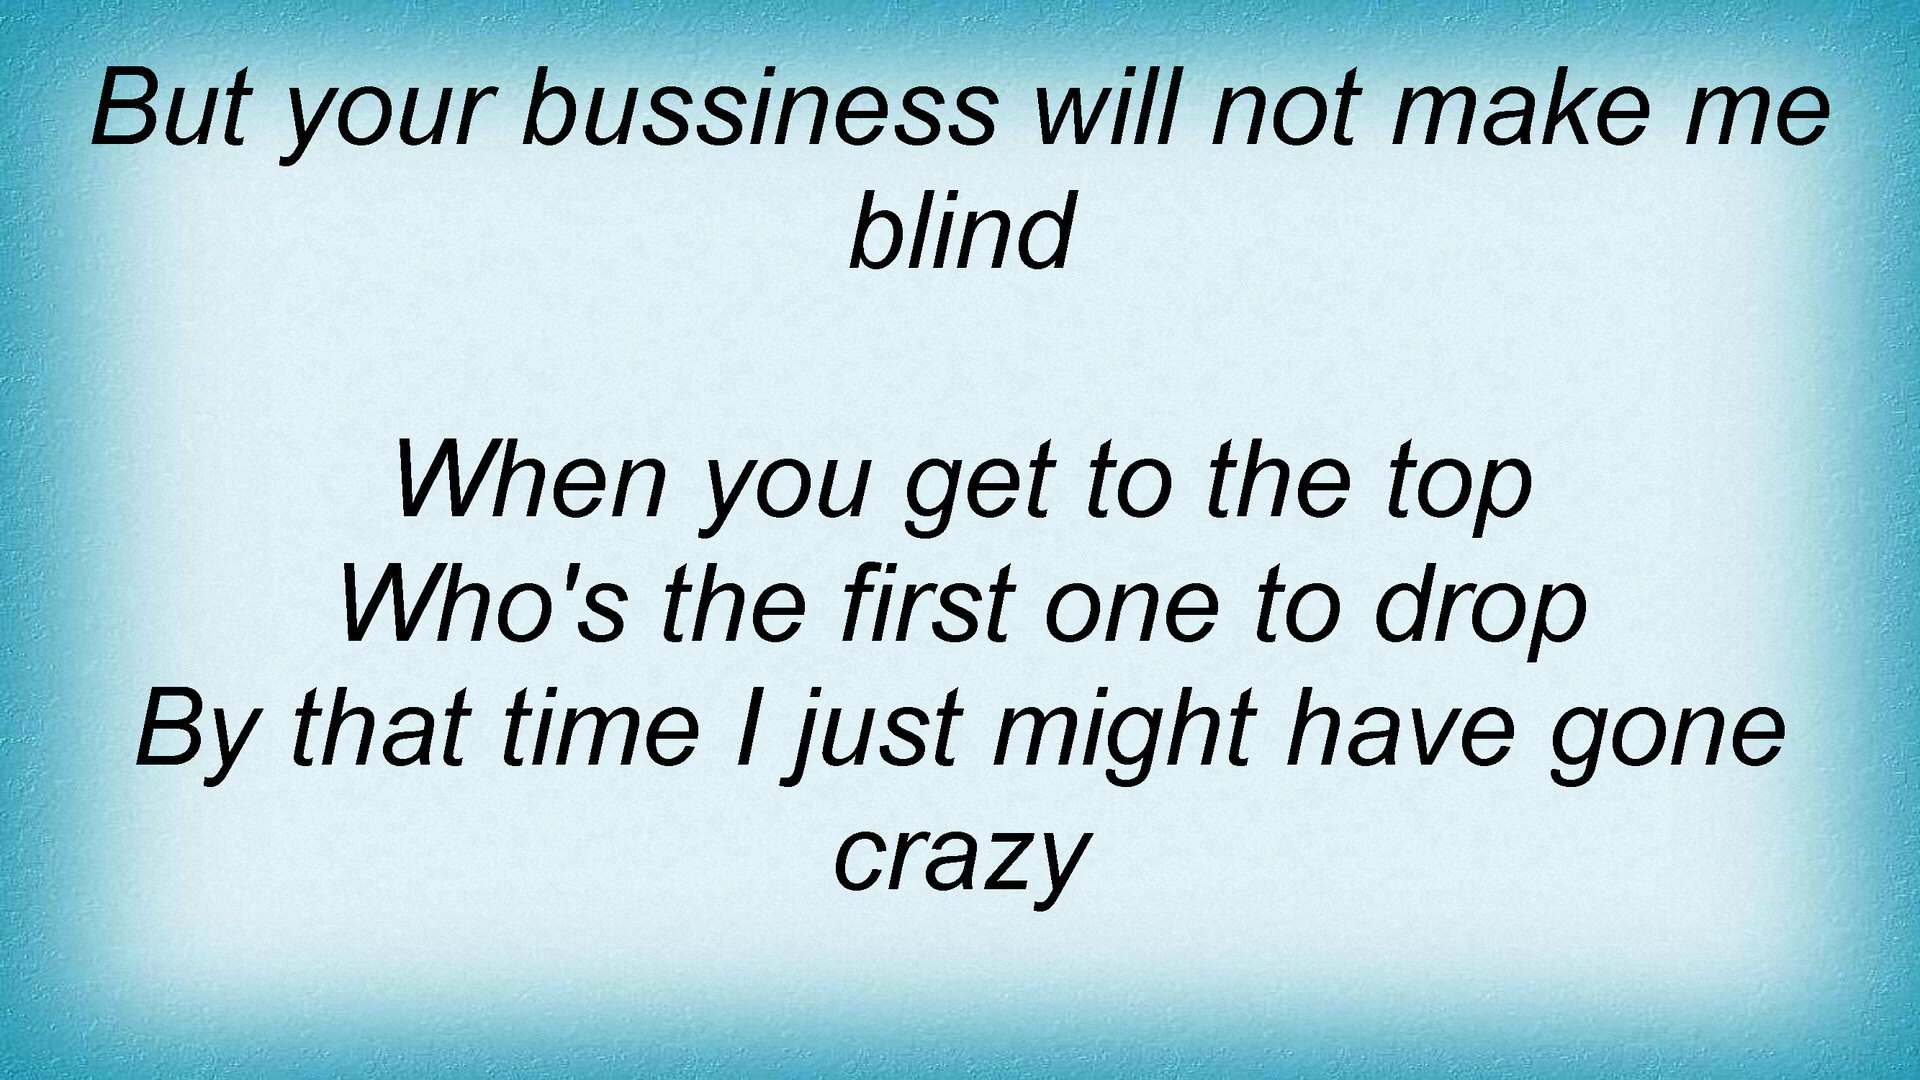 But your bussiness will not make me
blind
When you get to the top
Who's the first one to drop
By that time I just might have gone
crazy